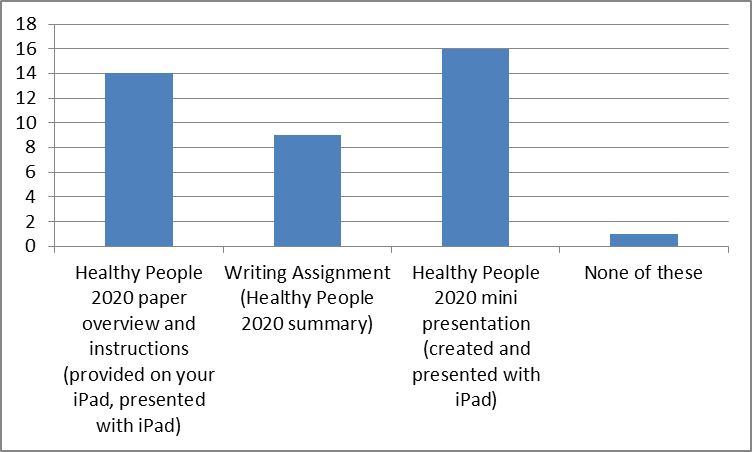 18
16
14
12
10
8
6
4
2
0
Healthy People
2020 paper
overview and
instructions
(provided on your
iPad, presented
with iPad)
Writing Assignment
(Healthy People
2020 summary)
Healthy People
2020 mini
presentation
(created and
presented with
iPad)
None of these